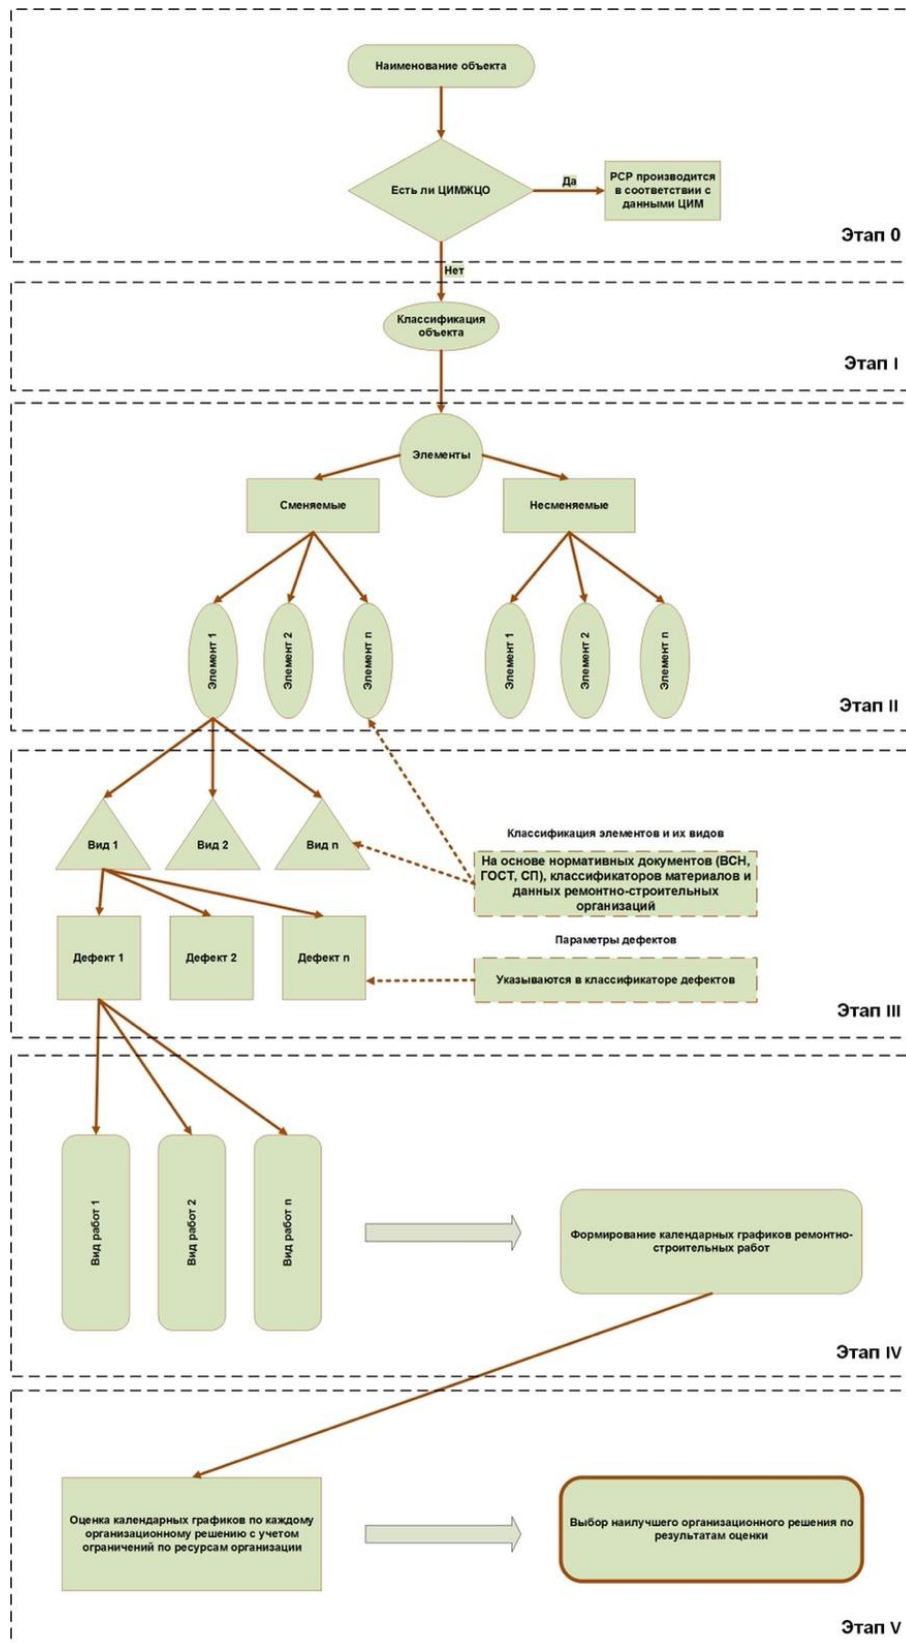 Наименование объекта
Есть ли ЦИМЖЦО
Да
РСР производится
в соответствии с
данными ЦИМ
Этап 0
Нет
Классификация
объекта
Этап I
Элементы
Сменяемые
Несменяемые
Элемент 1
Элемент 2
Элемент n
Элемент 1
Элемент 2
Элемент n
Этап II
Вид 1
Вид 2
Вид n
Классификация элементов и их видов
На основе нормативных документов (ВСН,
ГОСТ, СП), классификаторов материалов и
данных ремонтно-строительных
организаций
Параметры дефектов
Дефект 1
Дефект 2
Дефект n
Указываются в классификаторе дефектов
Этап III
Вид работ 1
Вид работ 2
Вид работ n
Формирование календарных графиков ремонтно-
строительных работ
Этап IV
Оценка календарных графиков по каждому
организационному решению с учетом
ограничений по ресурсам организации
Выбор наилучшего организационного решения по
результатам оценки
Этап V